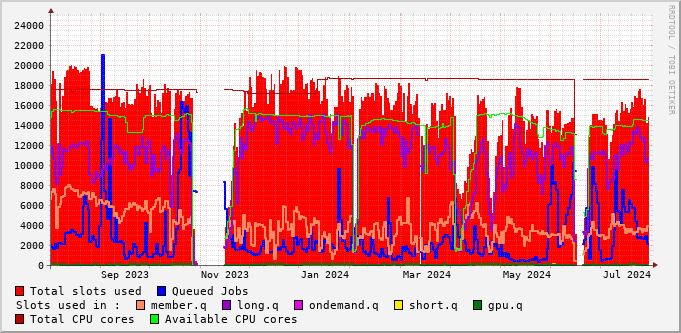 24000
22000
20000
18000
16000
14000
12000
10000
8000
6000
4000
2000
0
Sep 2023 Nov 2023 Jan 2024 Mar 2024 May 2024 Jul 2024
Total slots used Queued Jobs
Slots used in : member.q long.q ondemand.q short.q gpu.q
Total CPU cores Available CPU cores
RRDTOOL / TOBI OETIKER